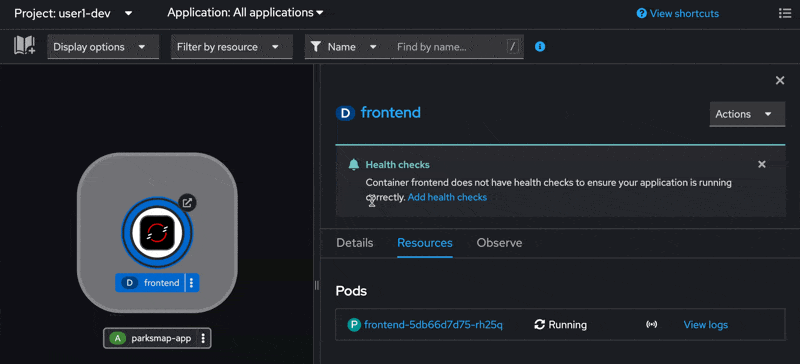 Project: user1-dev
Application: All applications
View shortcuts
Display options
Filter by resource
Name
Find by name...
/
D frontend
Actions
Health checks
Container frontend does not have health checks to ensure your application is running
correctly. Add health checks
Details
Resources
Observe
D frontend
A parksmap-app
Pods
P frontend-5db66d7d75-rh25q
Running
View logs